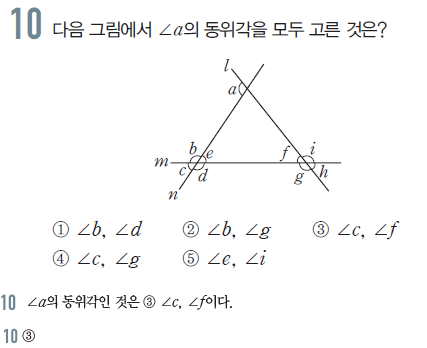 10 다음 그림에서 ∠a의 동위각을 모두 고른 것은?
l
a
b e f i
m
c d g h
n
① ∠b, ∠d ② ∠b, ∠g ③ ∠c, ∠f
④ ∠c, ∠g ⑤ ∠e, ∠i
10 ∠a의 동위각인 것은 ③ ∠c, ∠f이다.
10 ③